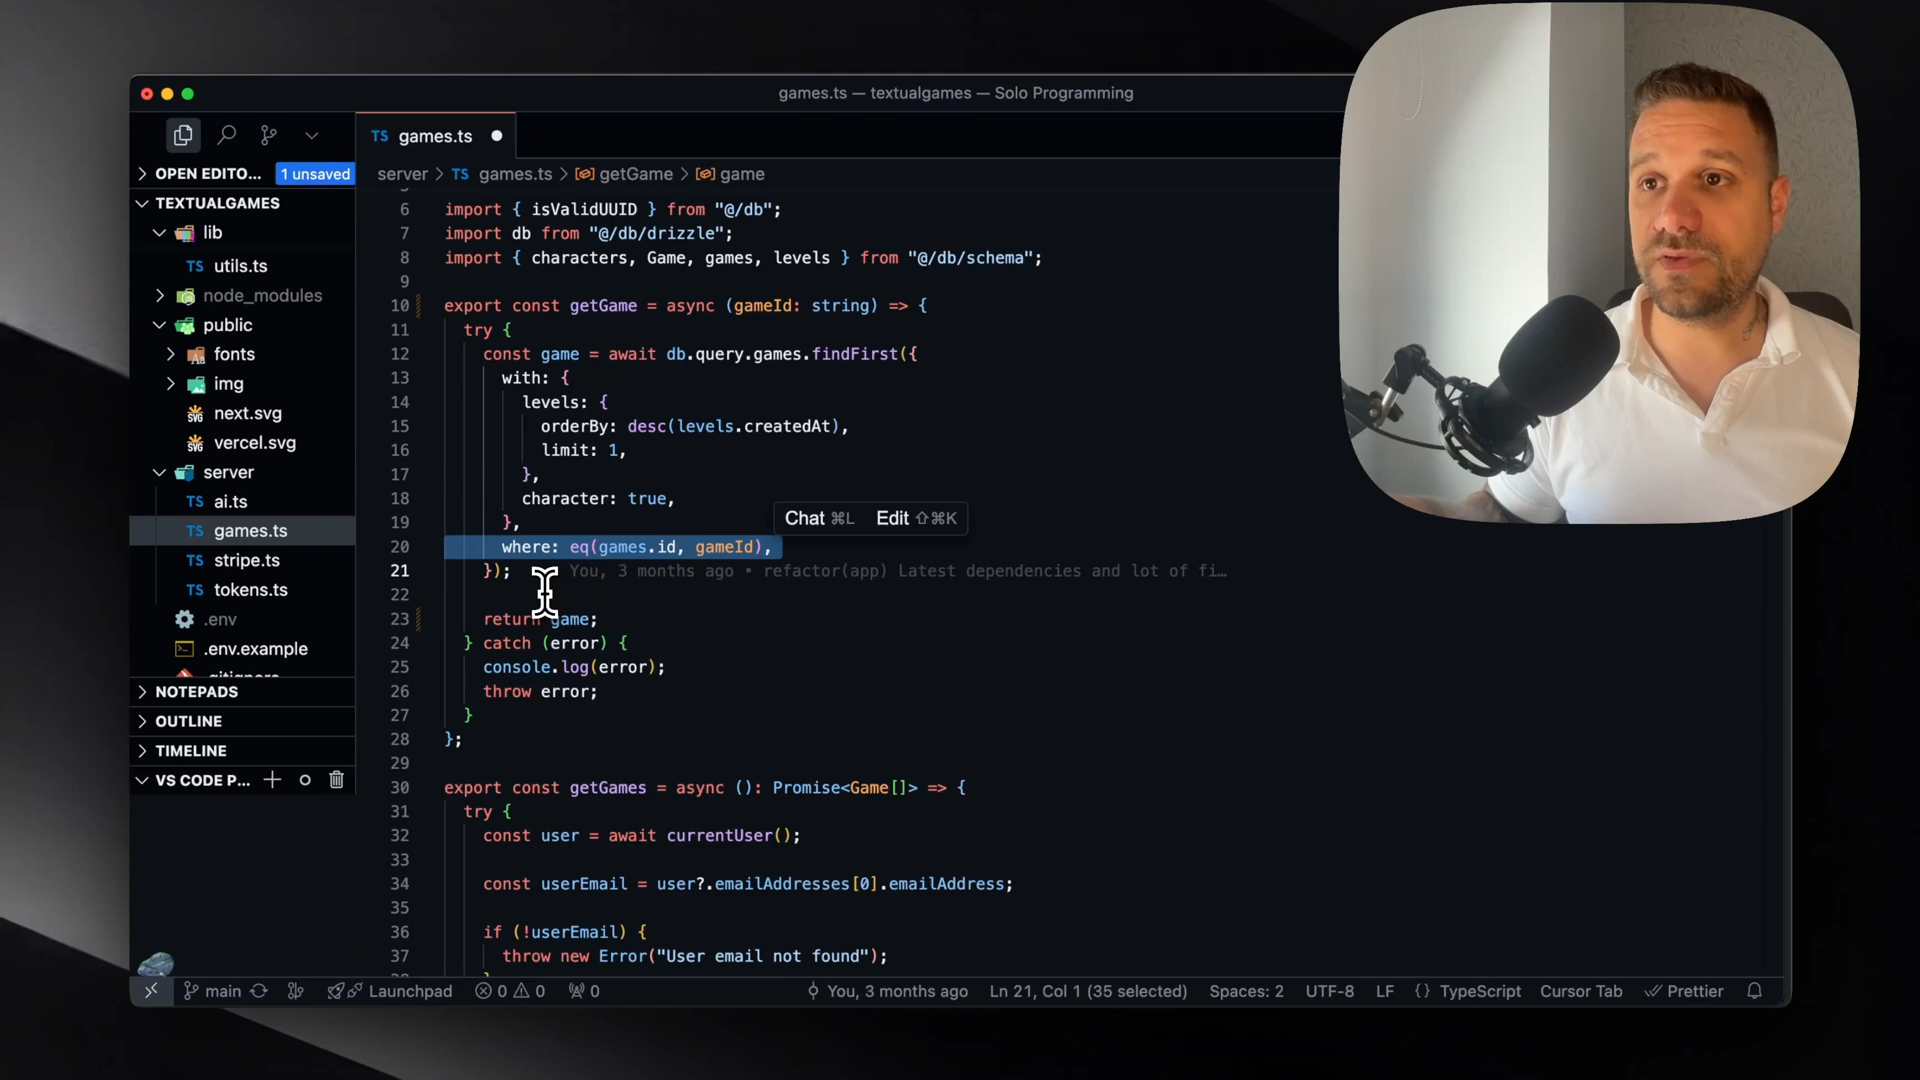 games.ts — textualgames — Solo Programming
TS games.ts
OPEN EDITO... 1 unsaved
server > TS games.ts > getGame > game
TEXTUALGAMES
lib
TS utils.ts
node_modules
public
fonts
img
SVG next.svg
SVG vercel.svg
server
TS ai.ts
TS games.ts
TS stripe.ts
TS tokens.ts
.env
.env.example
.gitignore
NOTEPADS
OUTLINE
TIMELINE
VS CODE P...
6 import { isValidUUID } from "@/db";
7 import db from "@/db/drizzle";
8 import { characters, Game, games, levels } from "@/db/schema";
9
10 export const getGame = async (gameId: string) => {
11 try {
12 const game = await db.query.games.findFirst({
13 with: {
14 levels: {
15 orderBy: desc(levels.createdAt),
16 limit: 1,
17 },
18 character: true,
19 },
Chat ⌘L Edit ⇧⌘K
20 where: eq(games.id, gameId),
21 }); You, 3 months ago • refactor(app) Latest dependencies and lot of fi...
22
23 return game;
24 } catch (error) {
25 console.log(error);
26 throw error;
27 }
28 };
29
30 export const getGames = async (): Promise<Game[]> => {
31 try {
32 const user = await currentUser();
33
34 const userEmail = user?.emailAddresses[0].emailAddress;
35
36 if (!userEmail) {
37 throw new Error("User email not found");
main Launchpad 0 0 0 You, 3 months ago Ln 21, Col 1 (35 selected) Spaces: 2 UTF-8 LF {} TypeScript Cursor Tab Prettier